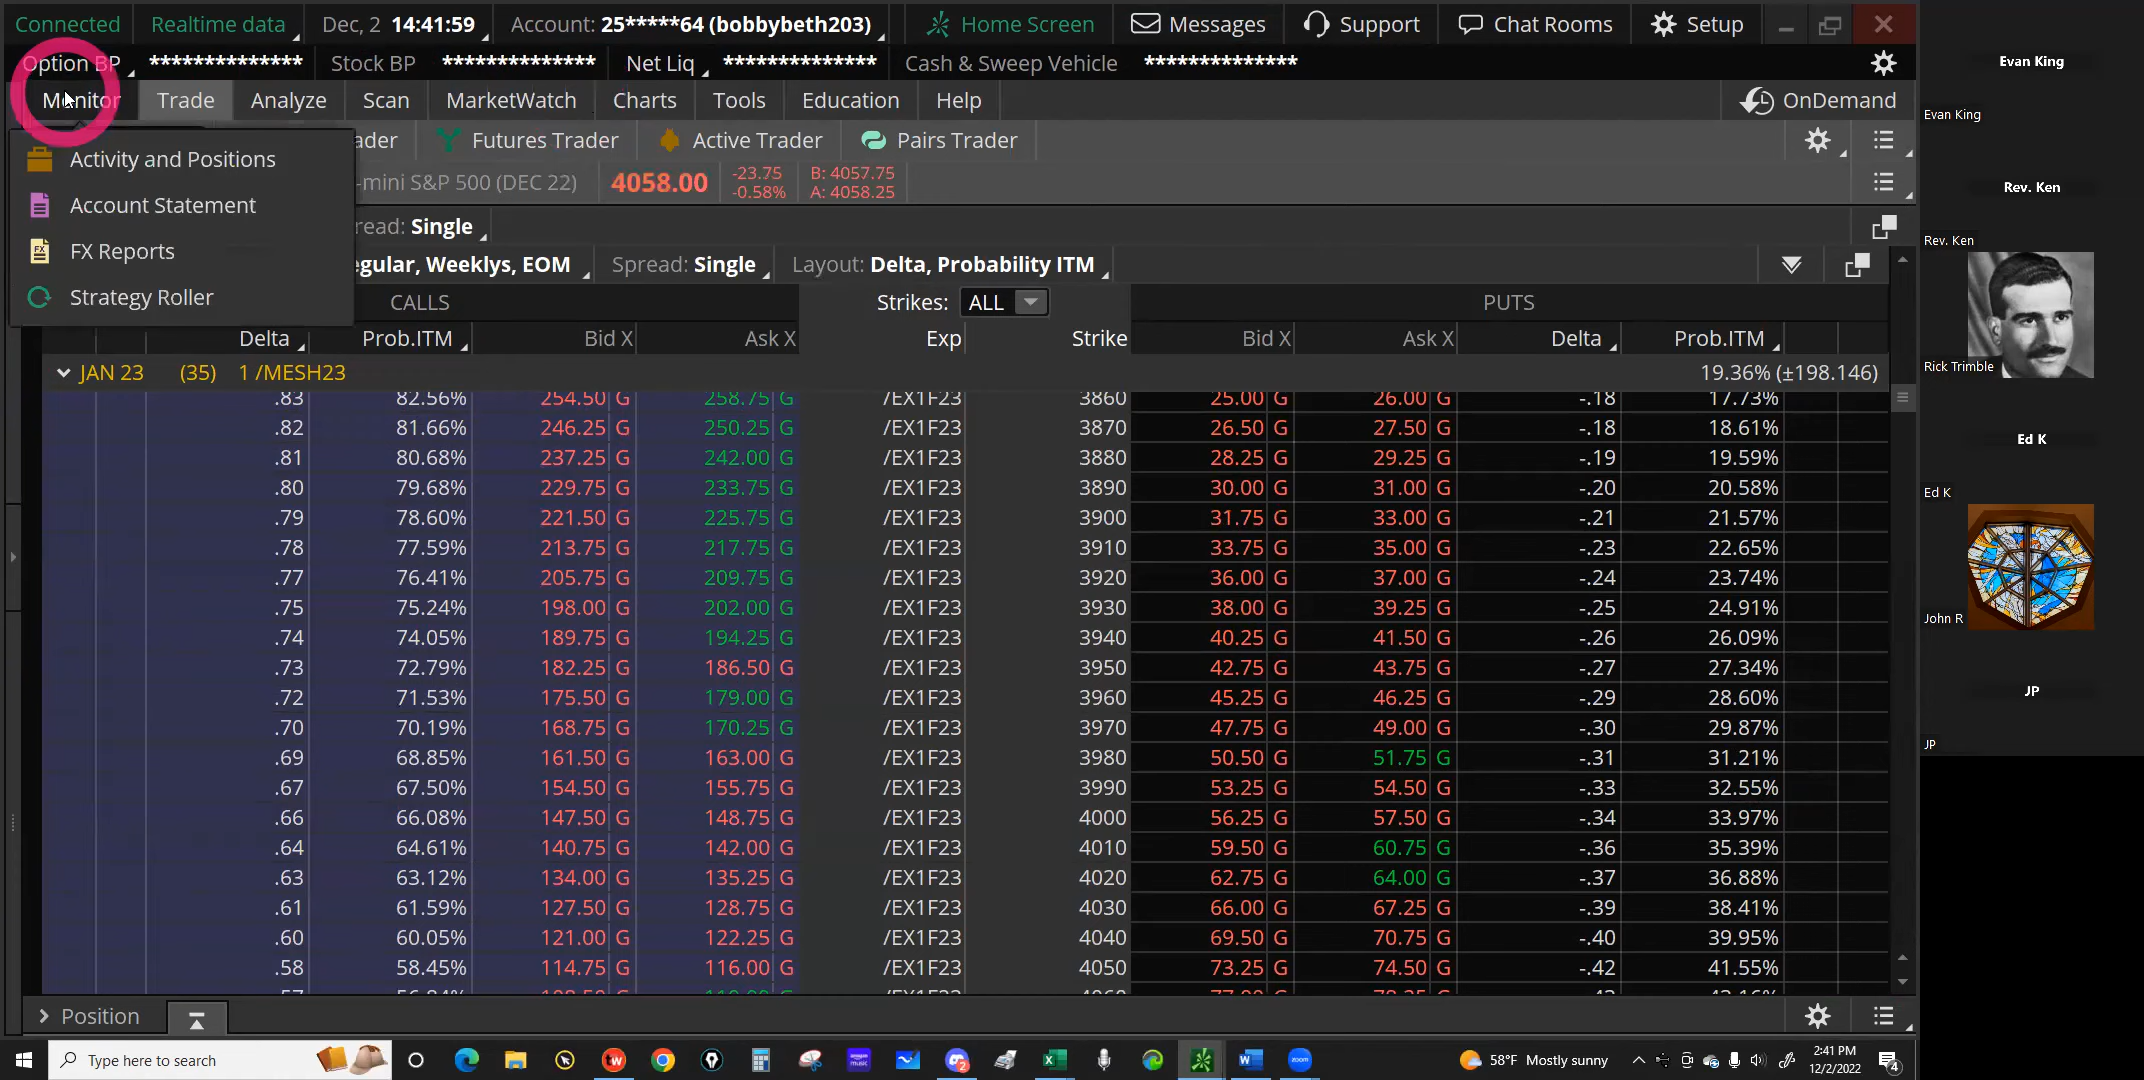 Connected Realtime data Dec, 2 14:41:59 Account: 25*****64 (bobbybeth203) Home Screen Messages Support Chat Rooms Setup
Option BP ************** Stock BP ************** Net Liq ************** Cash & Sweep Vehicle **************
Monitor Trade Analyze Scan MarketWatch Charts Tools Education Help OnDemand
ader Futures Trader Active Trader Pairs Trader
Activity and Positions
Account Statement
FX Reports
Strategy Roller
-mini S&P 500 (DEC 22) 4058.00 -23.75 B: 4057.75
-0.58% A: 4058.25
read: Single
egular, Weeklys, EOM Spread: Single Layout: Delta, Probability ITM
CALLS Strikes: ALL PUTS
Delta Prob.ITM Bid X Ask X Exp Strike Bid X Ask X Delta Prob.ITM
JAN 23 (35) 1 /MESH23 19.36% (±198.146)
.83 82.56% 254.50 G 258.75 G /EX1F23 3860 25.00 G 26.00 G -.18 17.73%
.82 81.66% 246.25 G 250.25 G /EX1F23 3870 26.50 G 27.50 G -.18 18.61%
.81 80.68% 237.25 G 242.00 G /EX1F23 3880 28.25 G 29.25 G -.19 19.59%
.80 79.68% 229.75 G 233.75 G /EX1F23 3890 30.00 G 31.00 G -.20 20.58%
.79 78.60% 221.50 G 225.75 G /EX1F23 3900 31.75 G 33.00 G -.21 21.57%
.78 77.59% 213.75 G 217.75 G /EX1F23 3910 33.75 G 35.00 G -.23 22.65%
.77 76.41% 205.75 G 209.75 G /EX1F23 3920 36.00 G 37.00 G -.24 23.74%
.75 75.24% 198.00 G 202.00 G /EX1F23 3930 38.00 G 39.25 G -.25 24.91%
.74 74.05% 189.75 G 194.25 G /EX1F23 3940 40.25 G 41.50 G -.26 26.09%
.73 72.79% 182.25 G 186.50 G /EX1F23 3950 42.75 G 43.75 G -.27 27.34%
.72 71.53% 175.50 G 179.00 G /EX1F23 3960 45.25 G 46.25 G -.29 28.60%
.70 70.19% 168.75 G 170.25 G /EX1F23 3970 47.75 G 49.00 G -.30 29.87%
.69 68.85% 161.50 G 163.00 G /EX1F23 3980 50.50 G 51.75 G -.31 31.21%
.67 67.50% 154.50 G 155.75 G /EX1F23 3990 53.25 G 54.50 G -.33 32.55%
.66 66.08% 147.50 G 148.75 G /EX1F23 4000 56.25 G 57.50 G -.34 33.97%
.64 64.61% 140.75 G 142.00 G /EX1F23 4010 59.50 G 60.75 G -.36 35.39%
.63 63.12% 134.00 G 135.25 G /EX1F23 4020 62.75 G 64.00 G -.37 36.88%
.61 61.59% 127.50 G 128.75 G /EX1F23 4030 66.00 G 67.25 G -.39 38.41%
.60 60.05% 121.00 G 122.25 G /EX1F23 4040 69.50 G 70.75 G -.40 39.95%
.58 58.45% 114.75 G 116.00 G /EX1F23 4050 73.25 G 74.50 G -.42 41.55%
Position
Type here to search 58°F Mostly sunny 2:41 PM
12/2/2022 4
Evan King
Evan King
Rev. Ken
Rev. Ken
Rick Trimble
Ed K
Ed K
John R
JP
JP